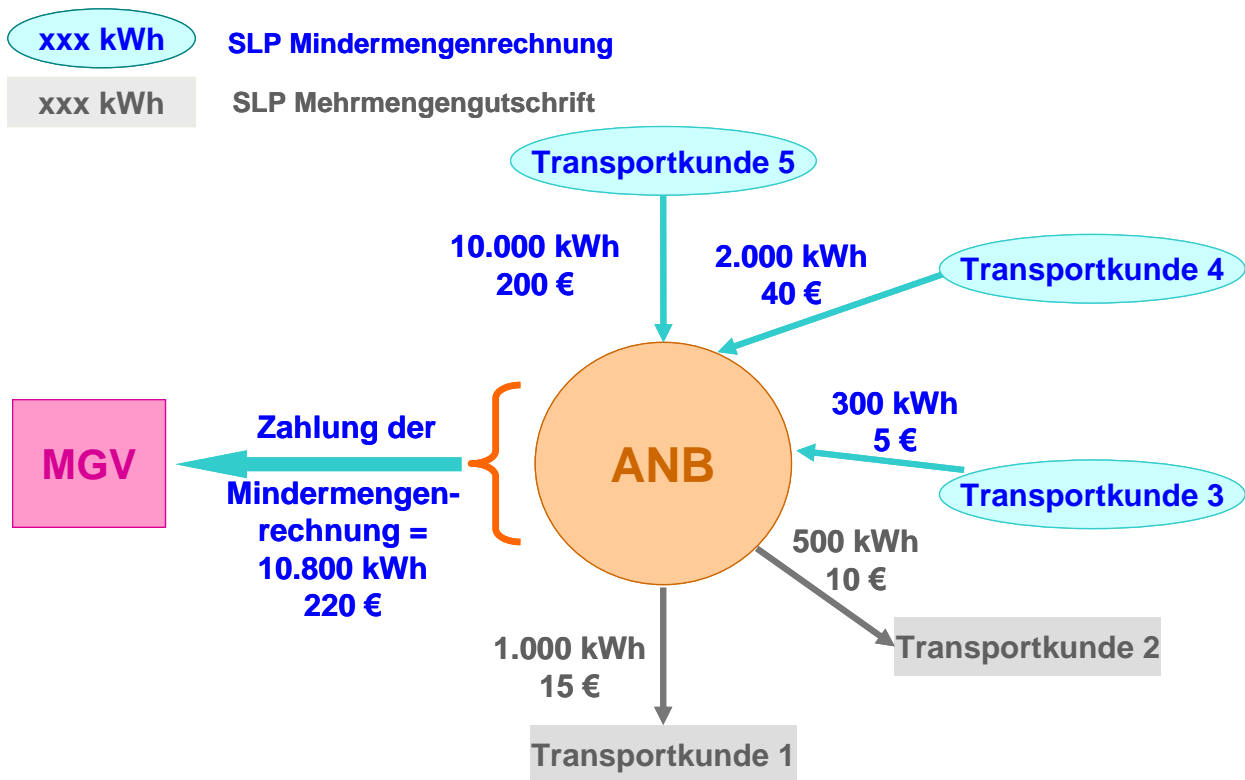 xxx kWh
SLP Mindermengenrechnung
xxx kWh
SLP Mehrmengengutschrift
Transportkunde 5
10.000 kWh
200 €
2.000 kWh
40 €
Transportkunde 4
300 kWh
5 €
Transportkunde 3
MGV
Zahlung der
Mindermengen-
rechnung =
10.800 kWh
220 €
ANB
500 kWh
10 €
Transportkunde 2
1.000 kWh
15 €
Transportkunde 1